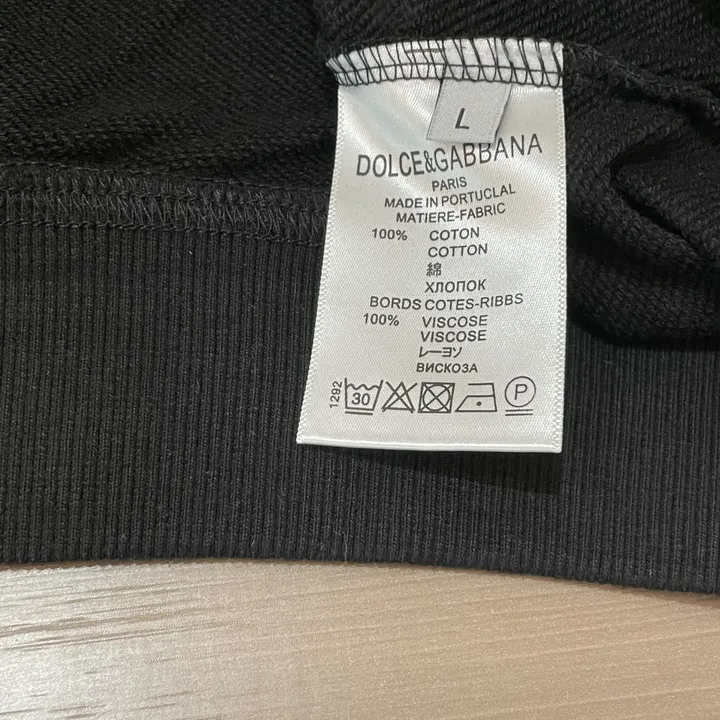 L
DOLCE&GABBANA
PARIS
MADE IN PORTUCLAL
MATIERE-FABRIC
100% COTON
COTTON
綿
ХЛОПОК
BORDS COTES-RIBBS
100% VISCOSE
VISCOSE
レーヨソ
ВИСКОЗА
1292 30 P